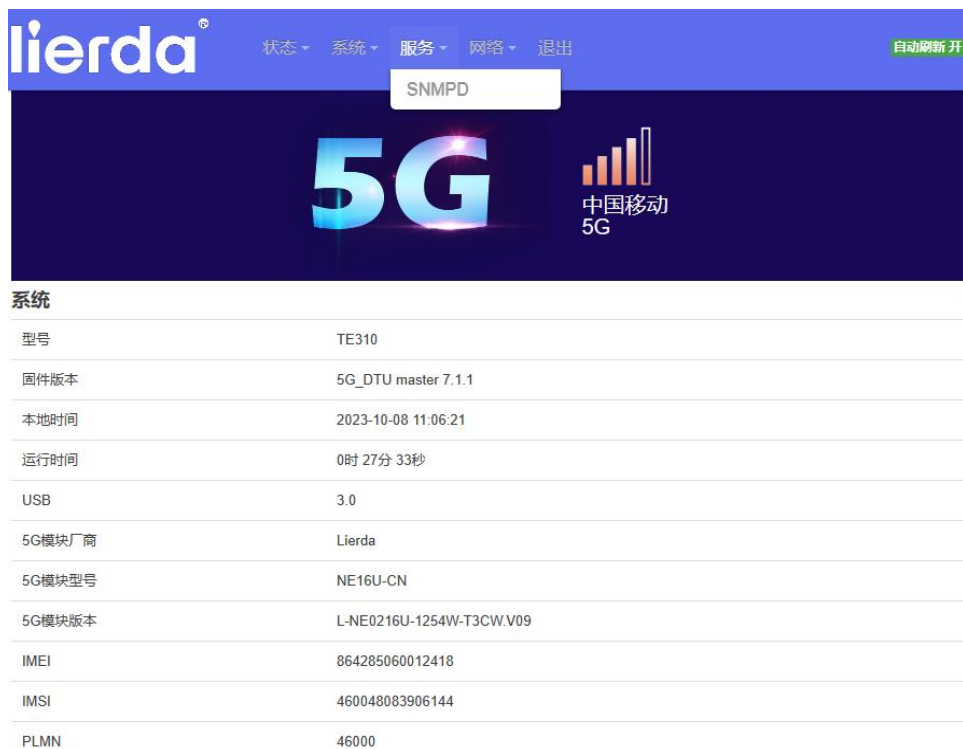 lierda®
状态 系统 服务 网络 退出
自动刷新 开
SNMPD
5G
中国移动
5G
系统
型号 TE310
固件版本 5G_DTU master 7.1.1
本地时间 2023-10-08 11:06:21
运行时间 0时 27分 33秒
USB 3.0
5G模块厂商 Lierda
5G模块型号 NE16U-CN
5G模块版本 L-NE0216U-1254W-T3CW.V09
IMEI 864285060012418
IMSI 460048083906144
PLMN 46000